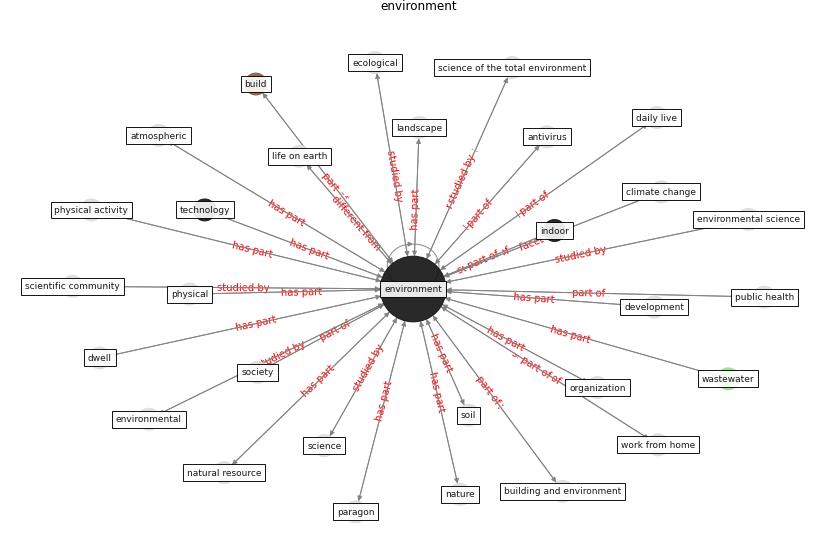 environment
ecological
science of the total environment
build
daily live
landscape
antivirus
atmospheric
life on earth
studied by
studied by
part of
climate change
physical activity
technology
has part
has part
part of
part of
different from
environmental science
indoor
has part
has part
facet
studied by
part of
scientific community
studied by
environment
physical
has part
has part
part of
public health
development
has part
part of
has part
has part
dwell
studied by
has part
society
studied by
has part
part of
wastewater
organization
has part
has part
part of
environmental
soil
science
work from home
natural resource
nature
building and environment
paragon